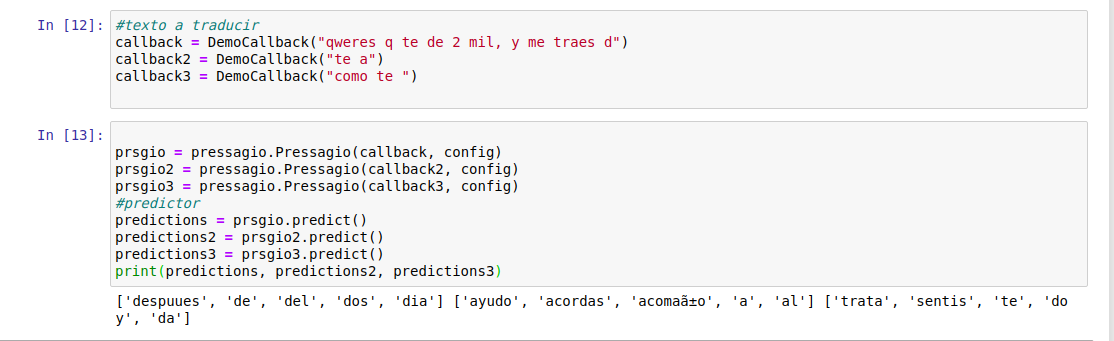 In [12]: #texto a traducir
callback = DemoCallback("qweres q te de 2 mil, y me traes d")
callback2 = DemoCallback("te a")
callback3 = DemoCallback("como te ")
In [13]:
prsgio = pressagio.Pressagio(callback, config)
prsgio2 = pressagio.Pressagio(callback2, config)
prsgio3 = pressagio.Pressagio(callback3, config)
#predictor
predictions = prsgio.predict()
predictions2 = prsgio2.predict()
predictions3 = prsgio3.predict()
print(predictions, predictions2, predictions3)
['despuues', 'de', 'del', 'dos', 'dia'] ['ayudo', 'acordas', 'acomaã±o', 'a', 'al'] ['trata', 'sentis', 'te', 'do
y', 'da']